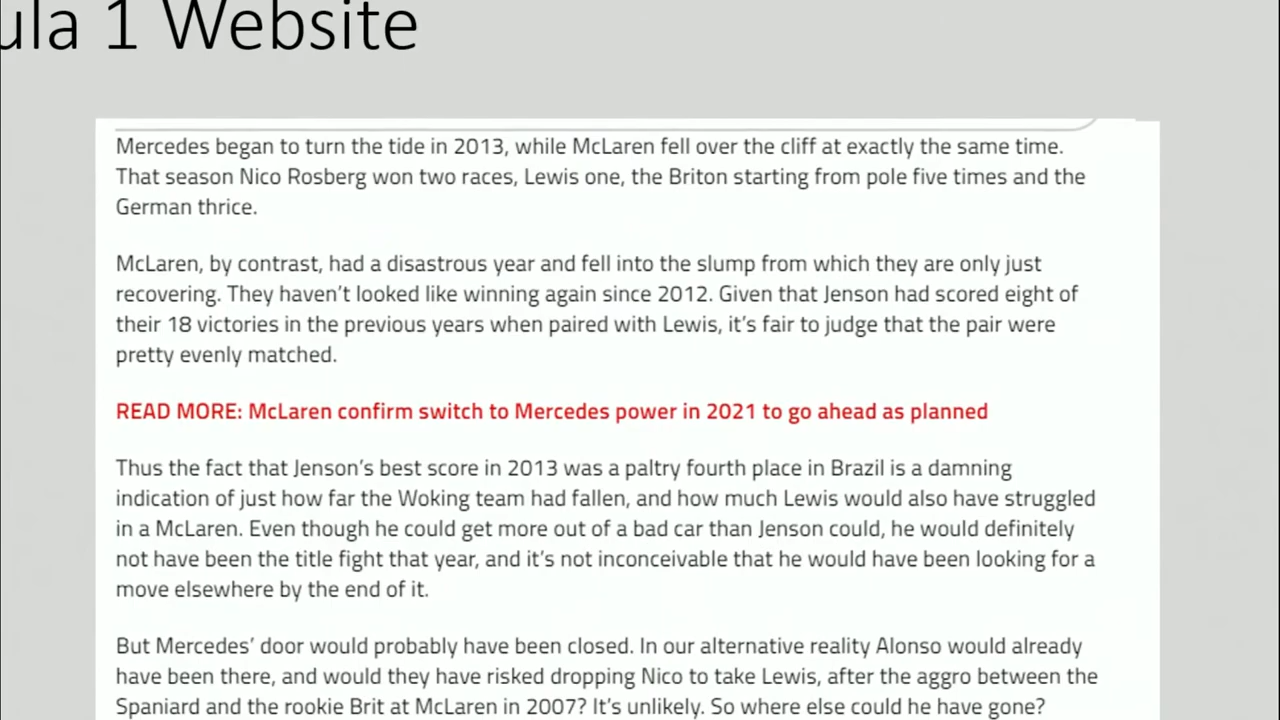 ula 1 Website
Mercedes began to turn the tide in 2013, while McLaren fell over the cliff at exactly the same time.
That season Nico Rosberg won two races, Lewis one, the Briton starting from pole five times and the
German thrice.
McLaren, by contrast, had a disastrous year and fell into the slump from which they are only just
recovering. They haven't looked like winning again since 2012. Given that Jenson had scored eight of
their 18 victories in the previous years when paired with Lewis, it's fair to judge that the pair were
pretty evenly matched.
READ MORE: McLaren confirm switch to Mercedes power in 2021 to go ahead as planned
Thus the fact that Jenson's best score in 2013 was a paltry fourth place in Brazil is a damning
indication of just how far the Woking team had fallen, and how much Lewis would also have struggled
in a McLaren. Even though he could get more out of a bad car than Jenson could, he would definitely
not have been the title fight that year, and it's not inconceivable that he would have been looking for a
move elsewhere by the end of it.
But Mercedes' door would probably have been closed. In our alternative reality Alonso would already
have been there, and would they have risked dropping Nico to take Lewis, after the aggro between the
Spaniard and the rookie Brit at McLaren in 2007? It's unlikely. So where else could he have gone?